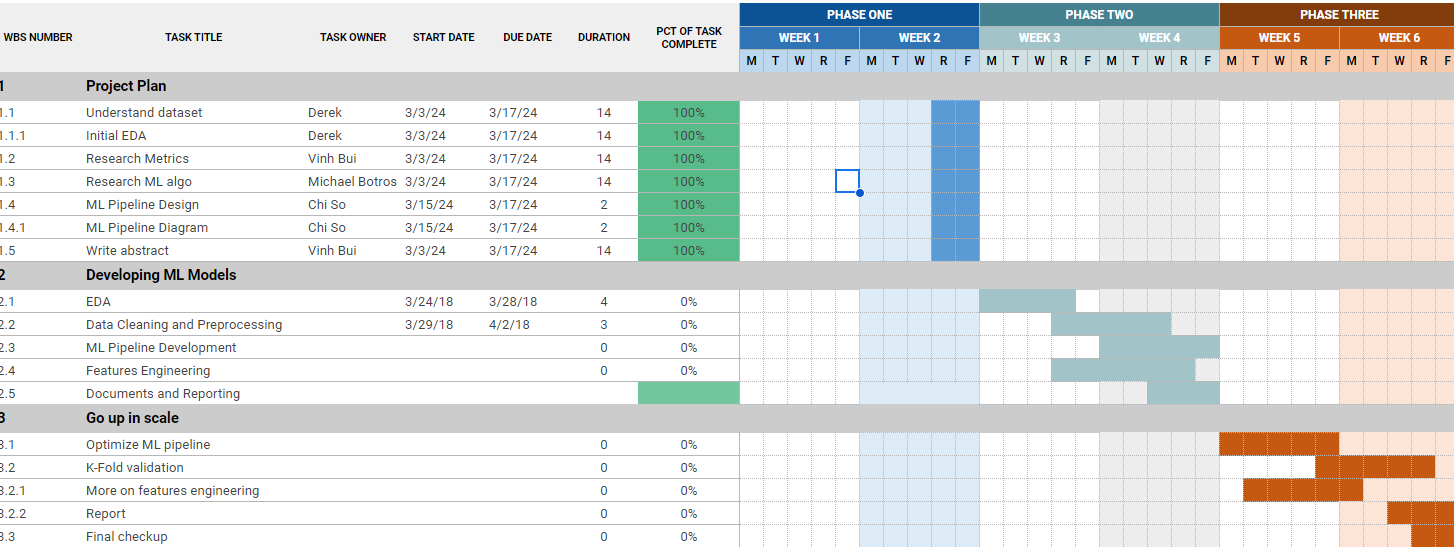 PHASE ONE PHASE TWO PHASE THREE
WBS NUMBER TASK TITLE TASK OWNER START DATE DUE DATE DURATION PCT OF TASK COMPLETE WEEK 1 WEEK 2 WEEK 3 WEEK 4 WEEK 5 WEEK 6
M T W R F M T W R F M T W R F M T W R F M T W R F M T W R F
1 Project Plan
1.1 Understand dataset Derek 3/3/24 3/17/24 14 100%
1.1.1 Initial EDA Derek 3/3/24 3/17/24 14 100%
1.2 Research Metrics Vinh Bui 3/3/24 3/17/24 14 100%
1.3 Research ML algo Michael Botros 3/3/24 3/17/24 14 100%
1.4 ML Pipeline Design Chi So 3/15/24 3/17/24 2 100%
1.4.1 ML Pipeline Diagram Chi So 3/15/24 3/17/24 2 100%
1.5 Write abstract Vinh Bui 3/3/24 3/17/24 14 100%
2 Developing ML Models
2.1 EDA 3/24/18 3/28/18 4 0%
2.2 Data Cleaning and Preprocessing 3/29/18 4/2/18 3 0%
2.3 ML Pipeline Development 0 0%
2.4 Features Engineering 0 0%
2.5 Documents and Reporting
3 Go up in scale
3.1 Optimize ML pipeline 0 0%
3.2 K-Fold validation 0 0%
3.2.1 More on features engineering 0 0%
3.2.2 Report 0 0%
3.3 Final checkup 0 0%